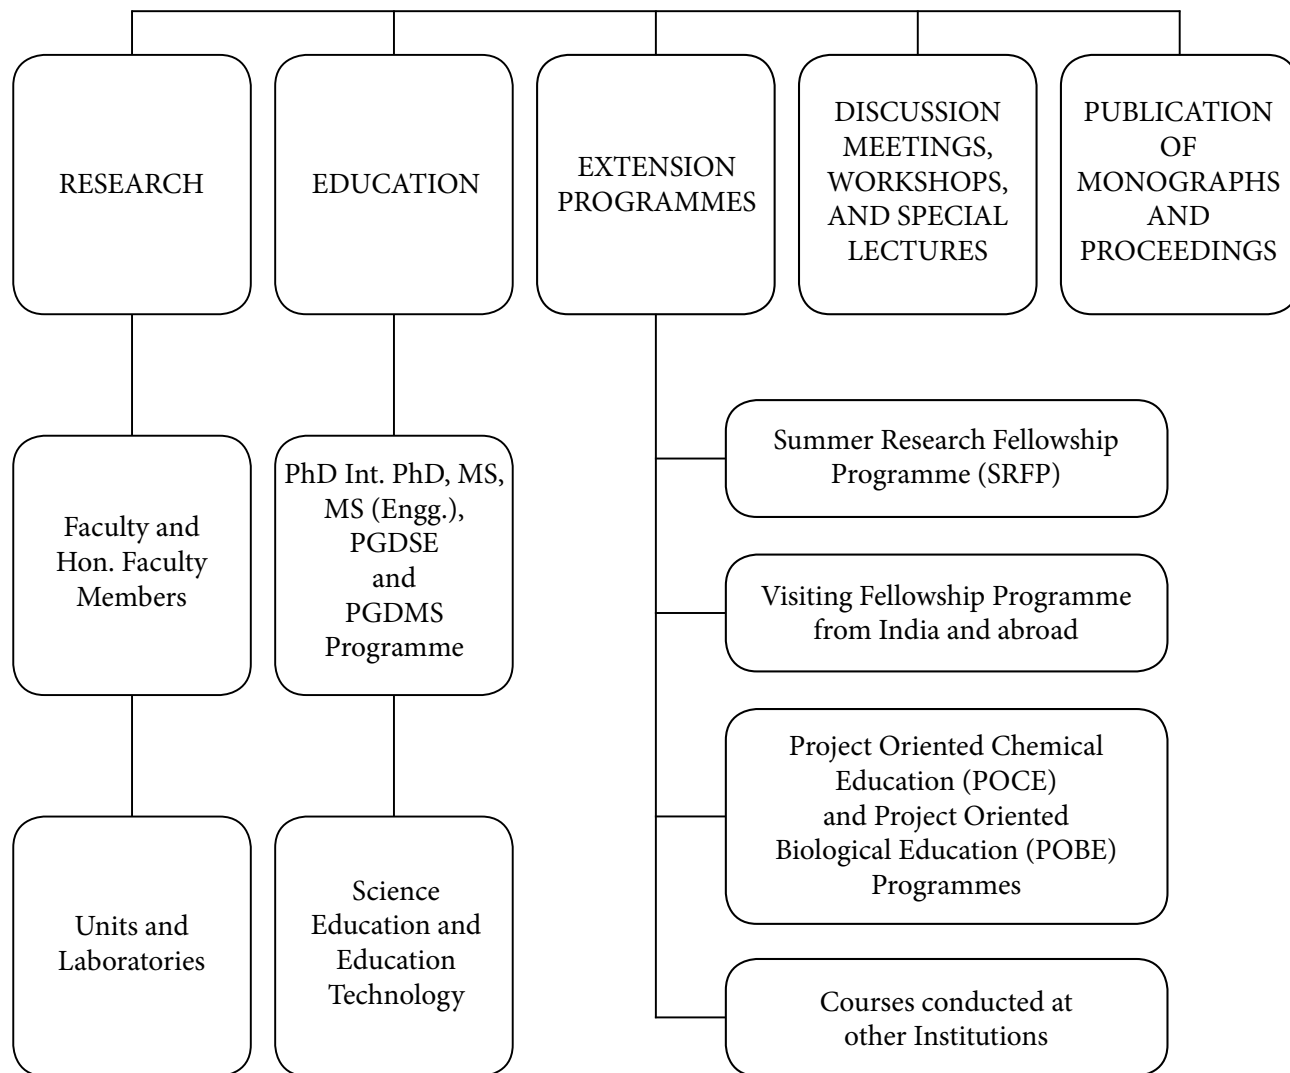 RESEARCH
EDUCATION
EXTENSION
PROGRAMMES
DISCUSSION
MEETINGS,
WORKSHOPS,
AND SPECIAL
LECTURES
PUBLICATION
OF
MONOGRAPHS
AND
PROCEEDINGS
Faculty and
Hon. Faculty
Members
PhD Int. PhD, MS,
MS (Engg.),
PGDSE
and
PGDMS
Programme
Summer Research Fellowship
Programme (SRFP)
Visiting Fellowship Programme
from India and abroad
Project Oriented Chemical
Education (POCE)
and Project Oriented
Biological Education (POBE)
Programmes
Units and
Laboratories
Science
Education and
Education
Technology
Courses conducted at
other Institutions